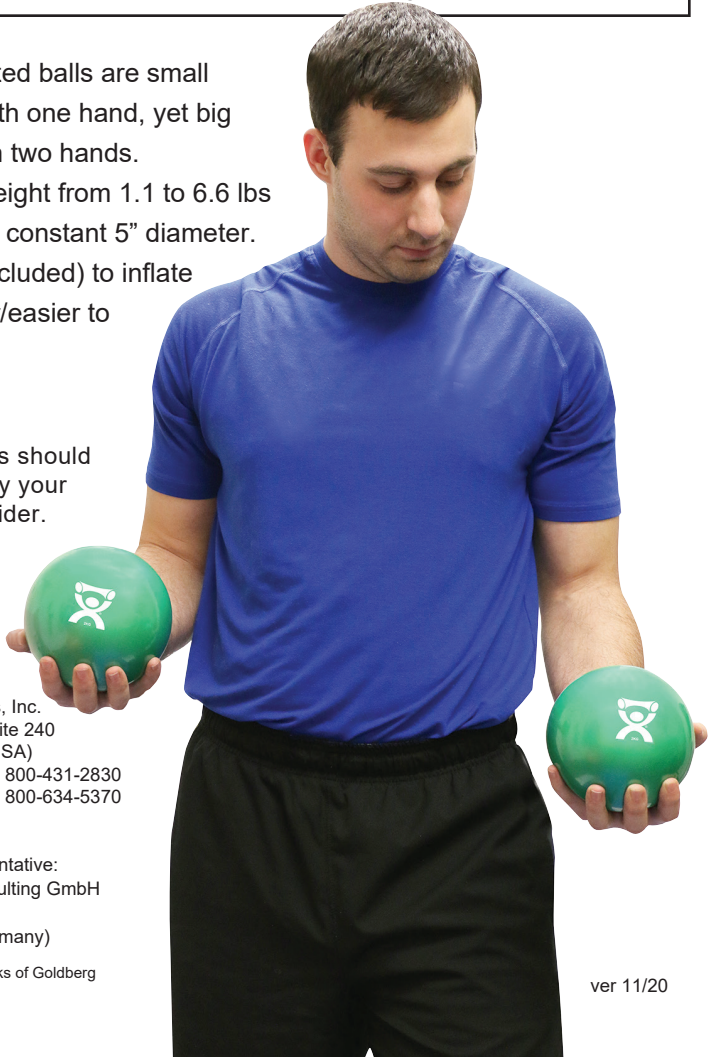 ted balls are small
th one hand, yet big
n two hands.
eight from 1.1 to 6.6 lbs
constant 5” diameter.
cluded) to inflate
r/easier to
s should
y your
ider.
, Inc.
ite 240
SA)
800-431-2830
800-634-5370
ntative:
ulting GmbH
many)
ks of Goldberg
ver 11/20